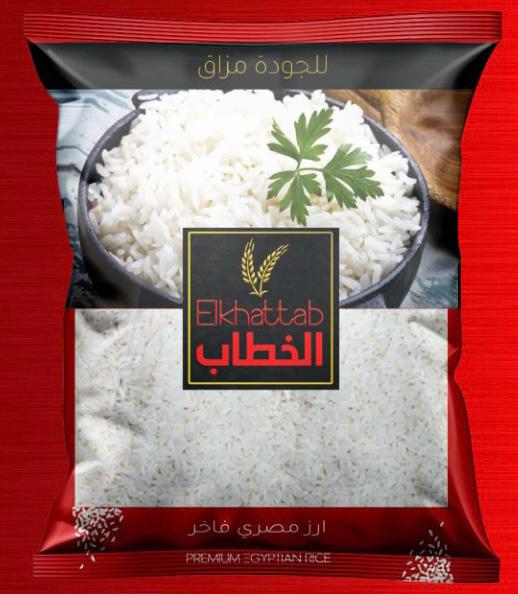 للجودة مزاق
Elkhattab
الخطاب
ارز مصري فاخر
PREMIUM EGYPTIAN RICE